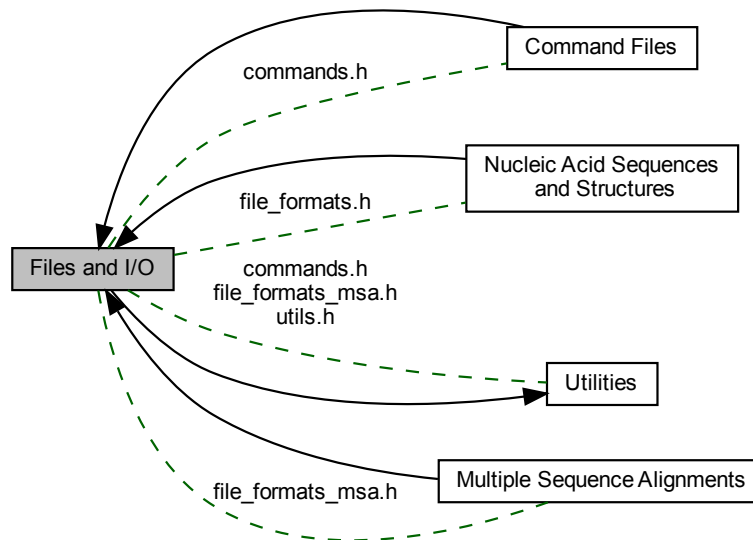 Command Files
commands.h
Nucleic Acid Sequences
and Structures
file_formats.h
Files and I/O
commands.h
file_formats_msa.h
utils.h
Utilities
Multiple Sequence Alignments
file_formats_msa.h